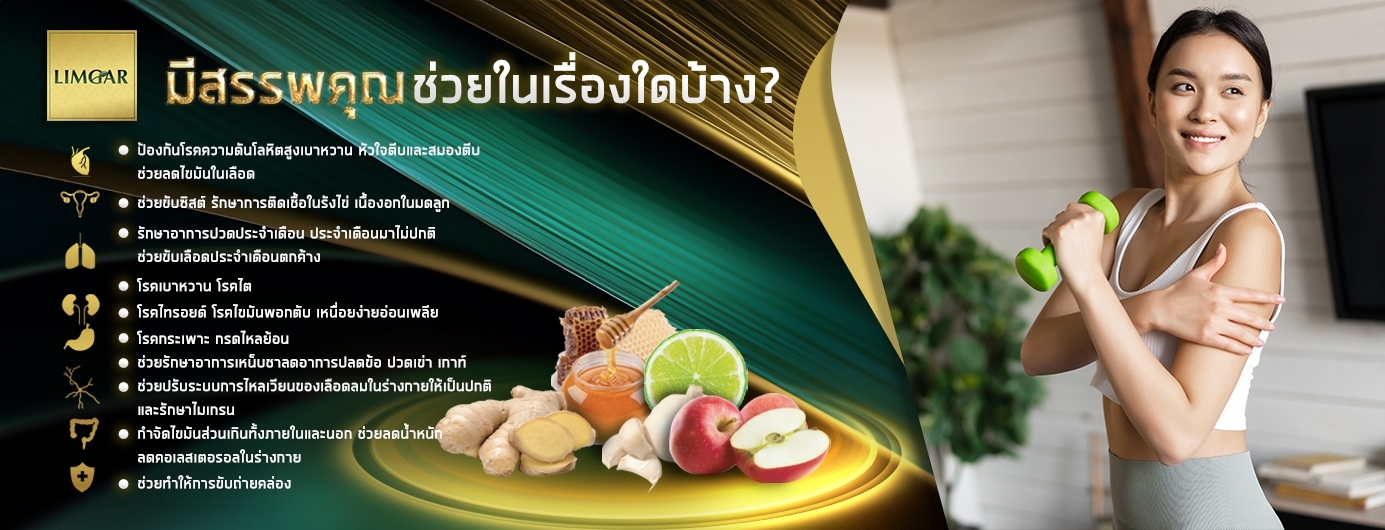 LIMGAR
มีสรรพคุณช่วยในเรื่องใดบ้าง?
ป้องกันโรคความดันโลหิตสูงเบาหวาน หัวใจตีบและสมองตีบ
ช่วยลดไขมันในเลือด
ช่วยขับซิสต์ รักษาการติดเชื้อในรังไข่ เนื้องอกในมดลูก
รักษาอาการปวดประจำเดือน ประจำเดือนมาไม่ปกติ
ช่วยขับเลือดประจำเดือนตกค้าง
โรคเบาหวาน โรคไต
โรคไทรอยด์ โรคไขมันพอกตับ เหนื่อยง่ายอ่อนเพลีย
โรคกระเพาะ กรดไหลย้อน
ช่วยรักษาอาการเหน็บชาลดอาการปลดข้อ ปวดเข่า เกาท์
ช่วยปรับระบบการไหลเวียนของเลือดลมในร่างกายให้เป็นปกติ
และรักษาไมเกรน
กำจัดไขมันส่วนเกินทั้งภายในและนอก ช่วยลดน้ำหนัก
ลดคอเลสเตอรอลในร่างกาย
ช่วยทำให้การขับถ่ายคล่อง